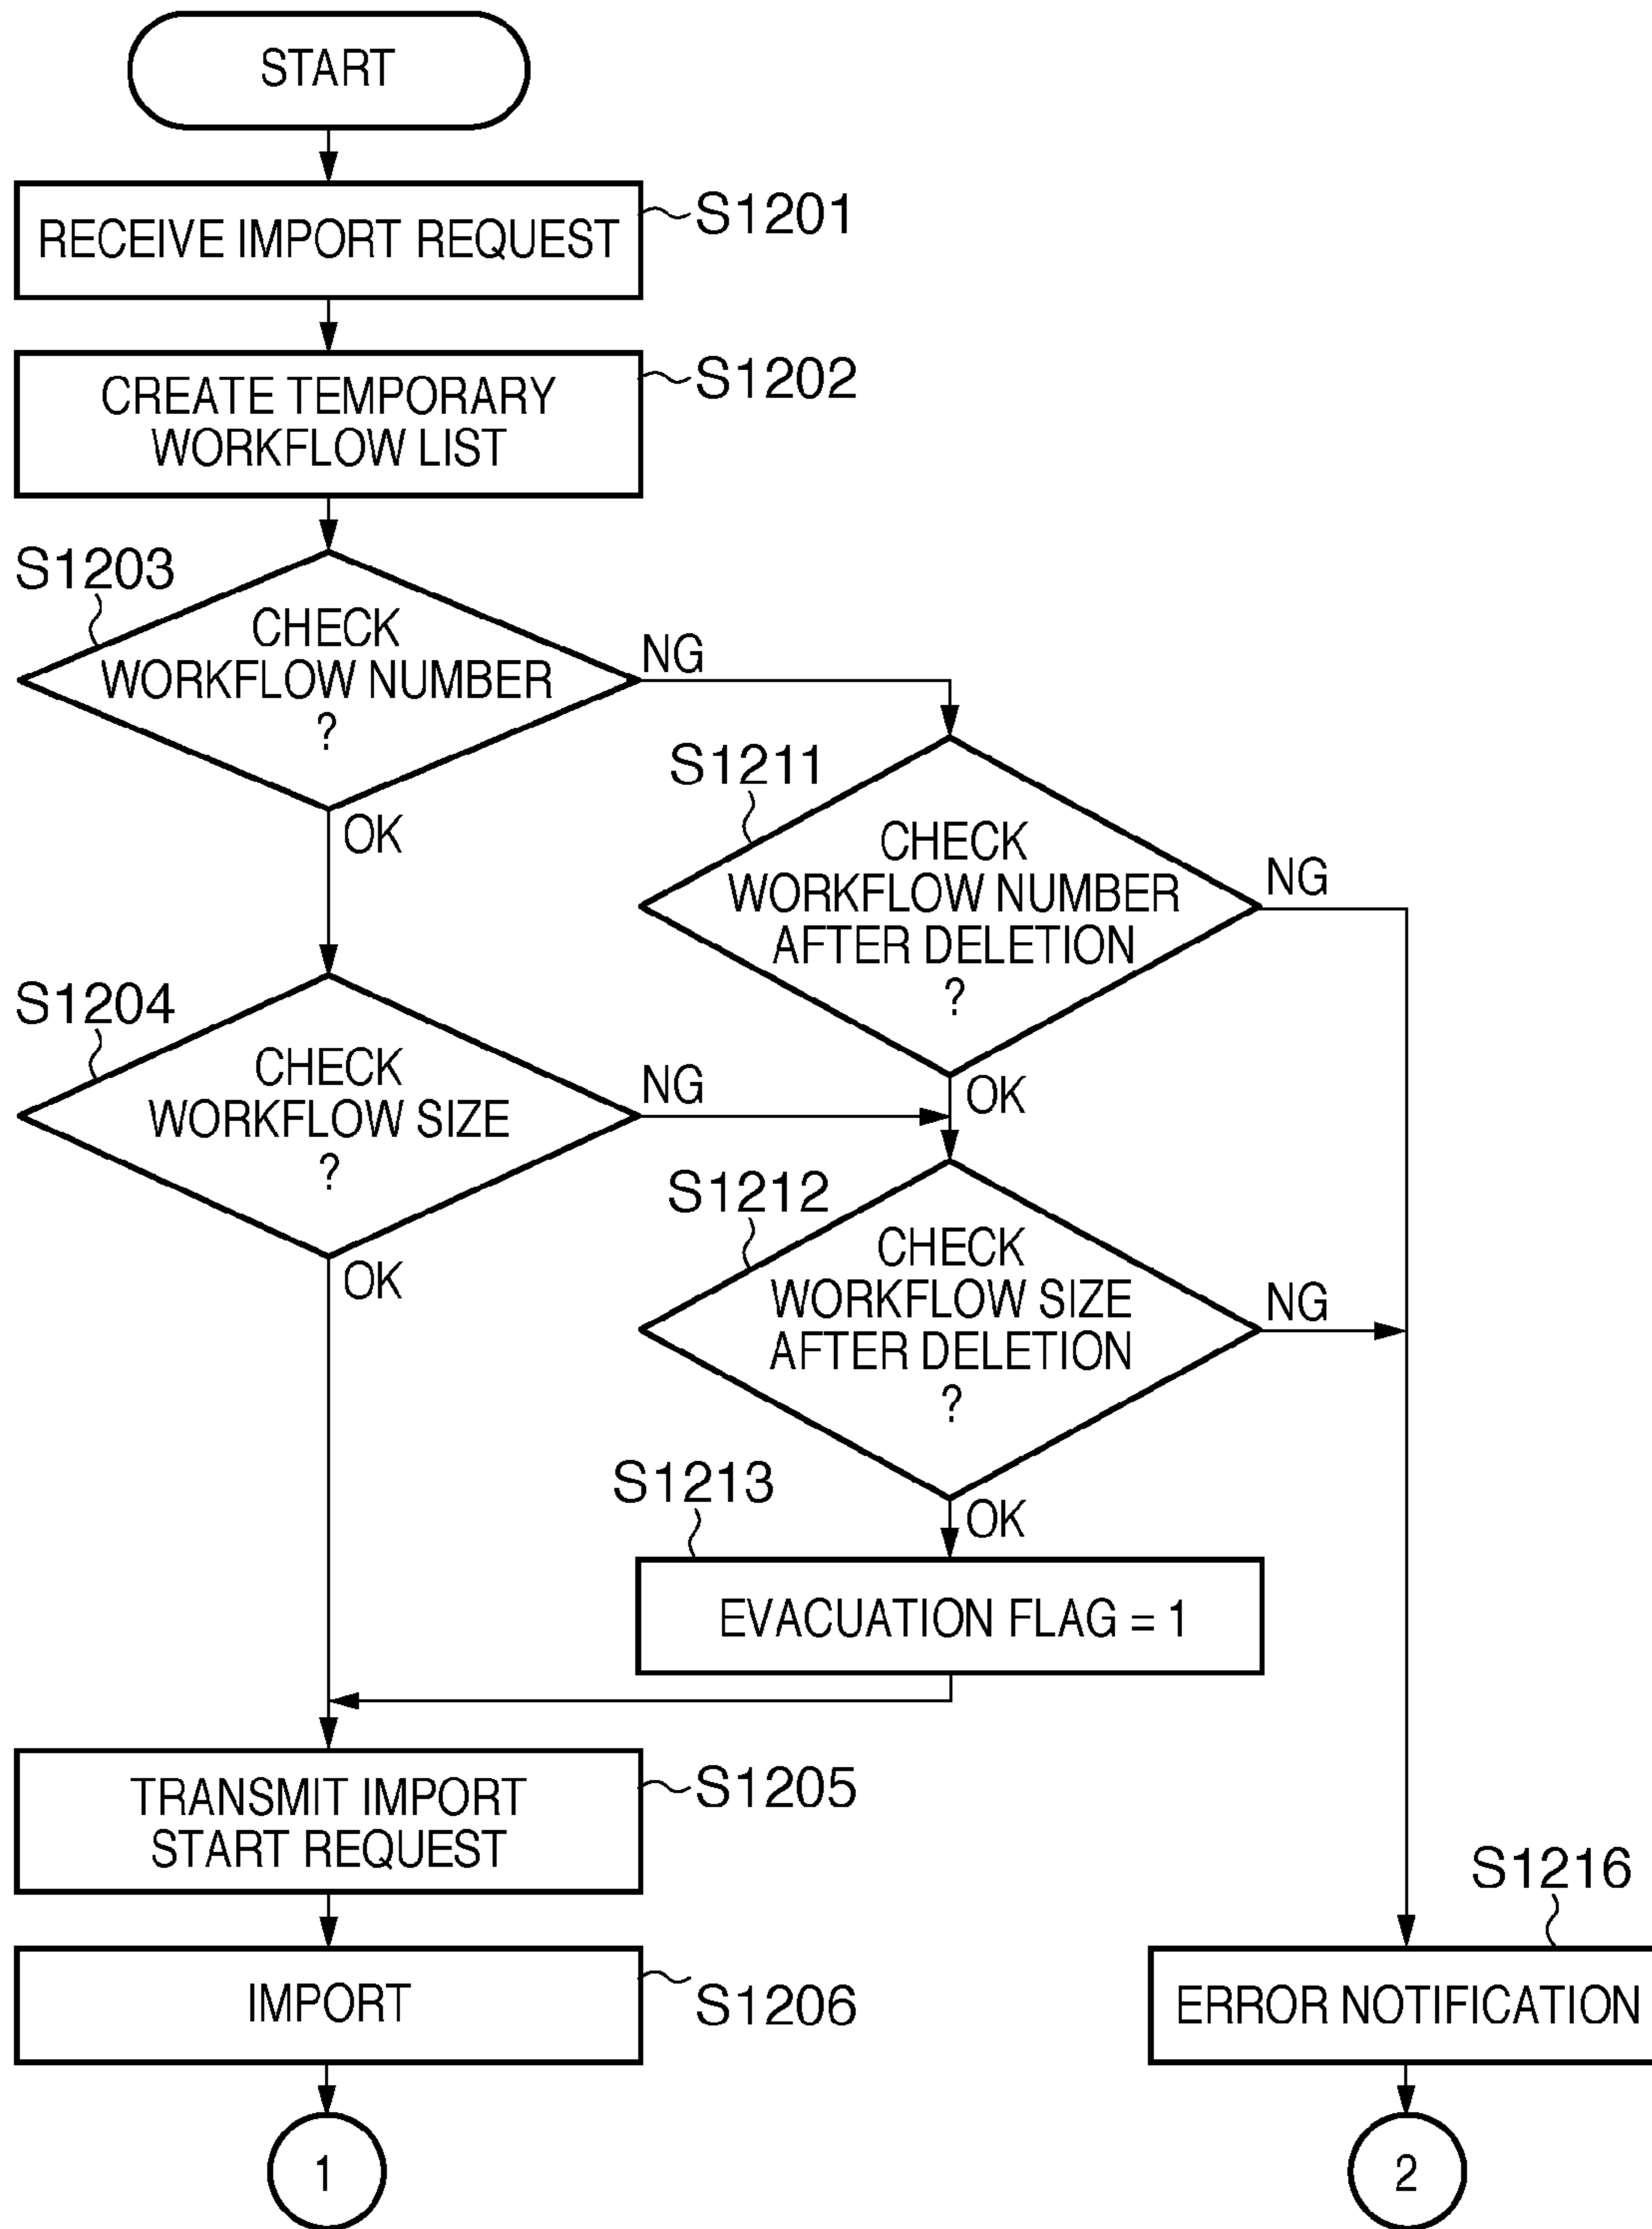 START
RECEIVE IMPORT REQUEST
S1201
CREATE TEMPORARY
WORKFLOW LIST
S1202
S1203
CHECK
WORKFLOW NUMBER
?
NG
OK
S1211
CHECK
WORKFLOW NUMBER
AFTER DELETION
?
NG
OK
S1204
CHECK
WORKFLOW SIZE
?
NG
OK
S1212
CHECK
WORKFLOW SIZE
AFTER DELETION
?
NG
OK
S1213
EVACUATION FLAG = 1
TRANSMIT IMPORT
START REQUEST
S1205
IMPORT
S1206
S1216
ERROR NOTIFICATION
1
2